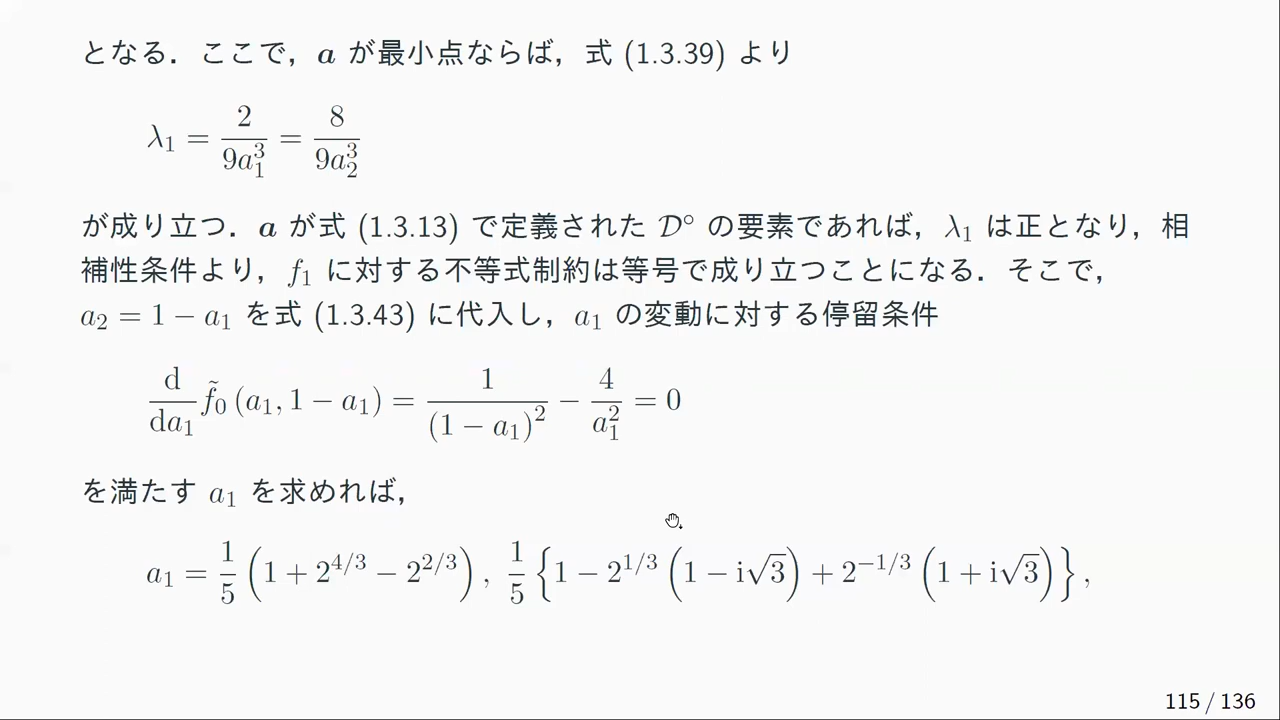 となる．ここで，a が最小点ならば，式 (1.3.39) より
λ₁ = 2/(9a₁³) = 8/(9a₂³)
が成り立つ．a が式 (1.3.13) で定義された 𝒟° の要素であれば，λ₁ は正となり，相
補性条件より，f₁ に対する不等式制約は等号で成り立つことになる．そこで，
a₂ = 1 − a₁ を式 (1.3.43) に代入し，a₁ の変動に対する停留条件
d/da₁ f̃₀ (a₁, 1 − a₁) = 1/(1 − a₁)² − 4/a₁² = 0
を満たす a₁ を求めれば，
a₁ = 1/5 (1 + 2^{4/3} − 2^{2/3}) , 1/5 {1 − 2^{1/3} (1 − i√3) + 2^{−1/3} (1 + i√3)} ,
115 / 136